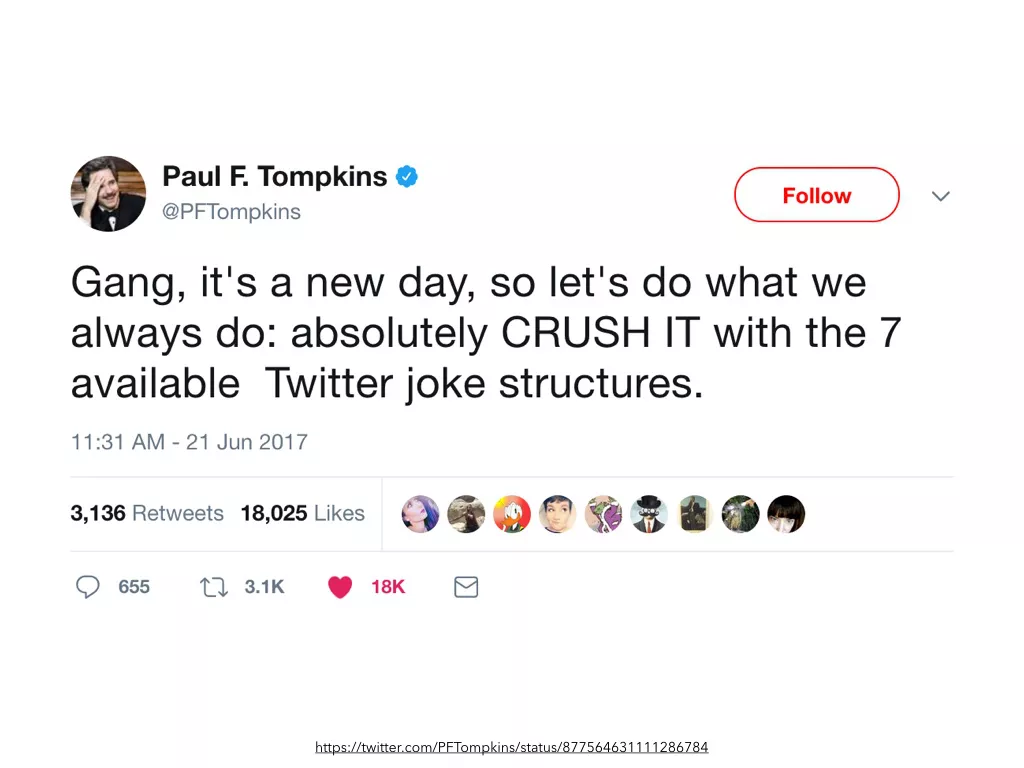 Paul F. Tompkins
@PFTompkins
Follow
Gang, it's a new day, so let's do what we
always do: absolutely CRUSH IT with the 7
available  Twitter joke structures.
11:31 AM - 21 Jun 2017
3,136 Retweets 18,025 Likes
655 3.1K 18K
https://twitter.com/PFTompkins/status/877564631111286784